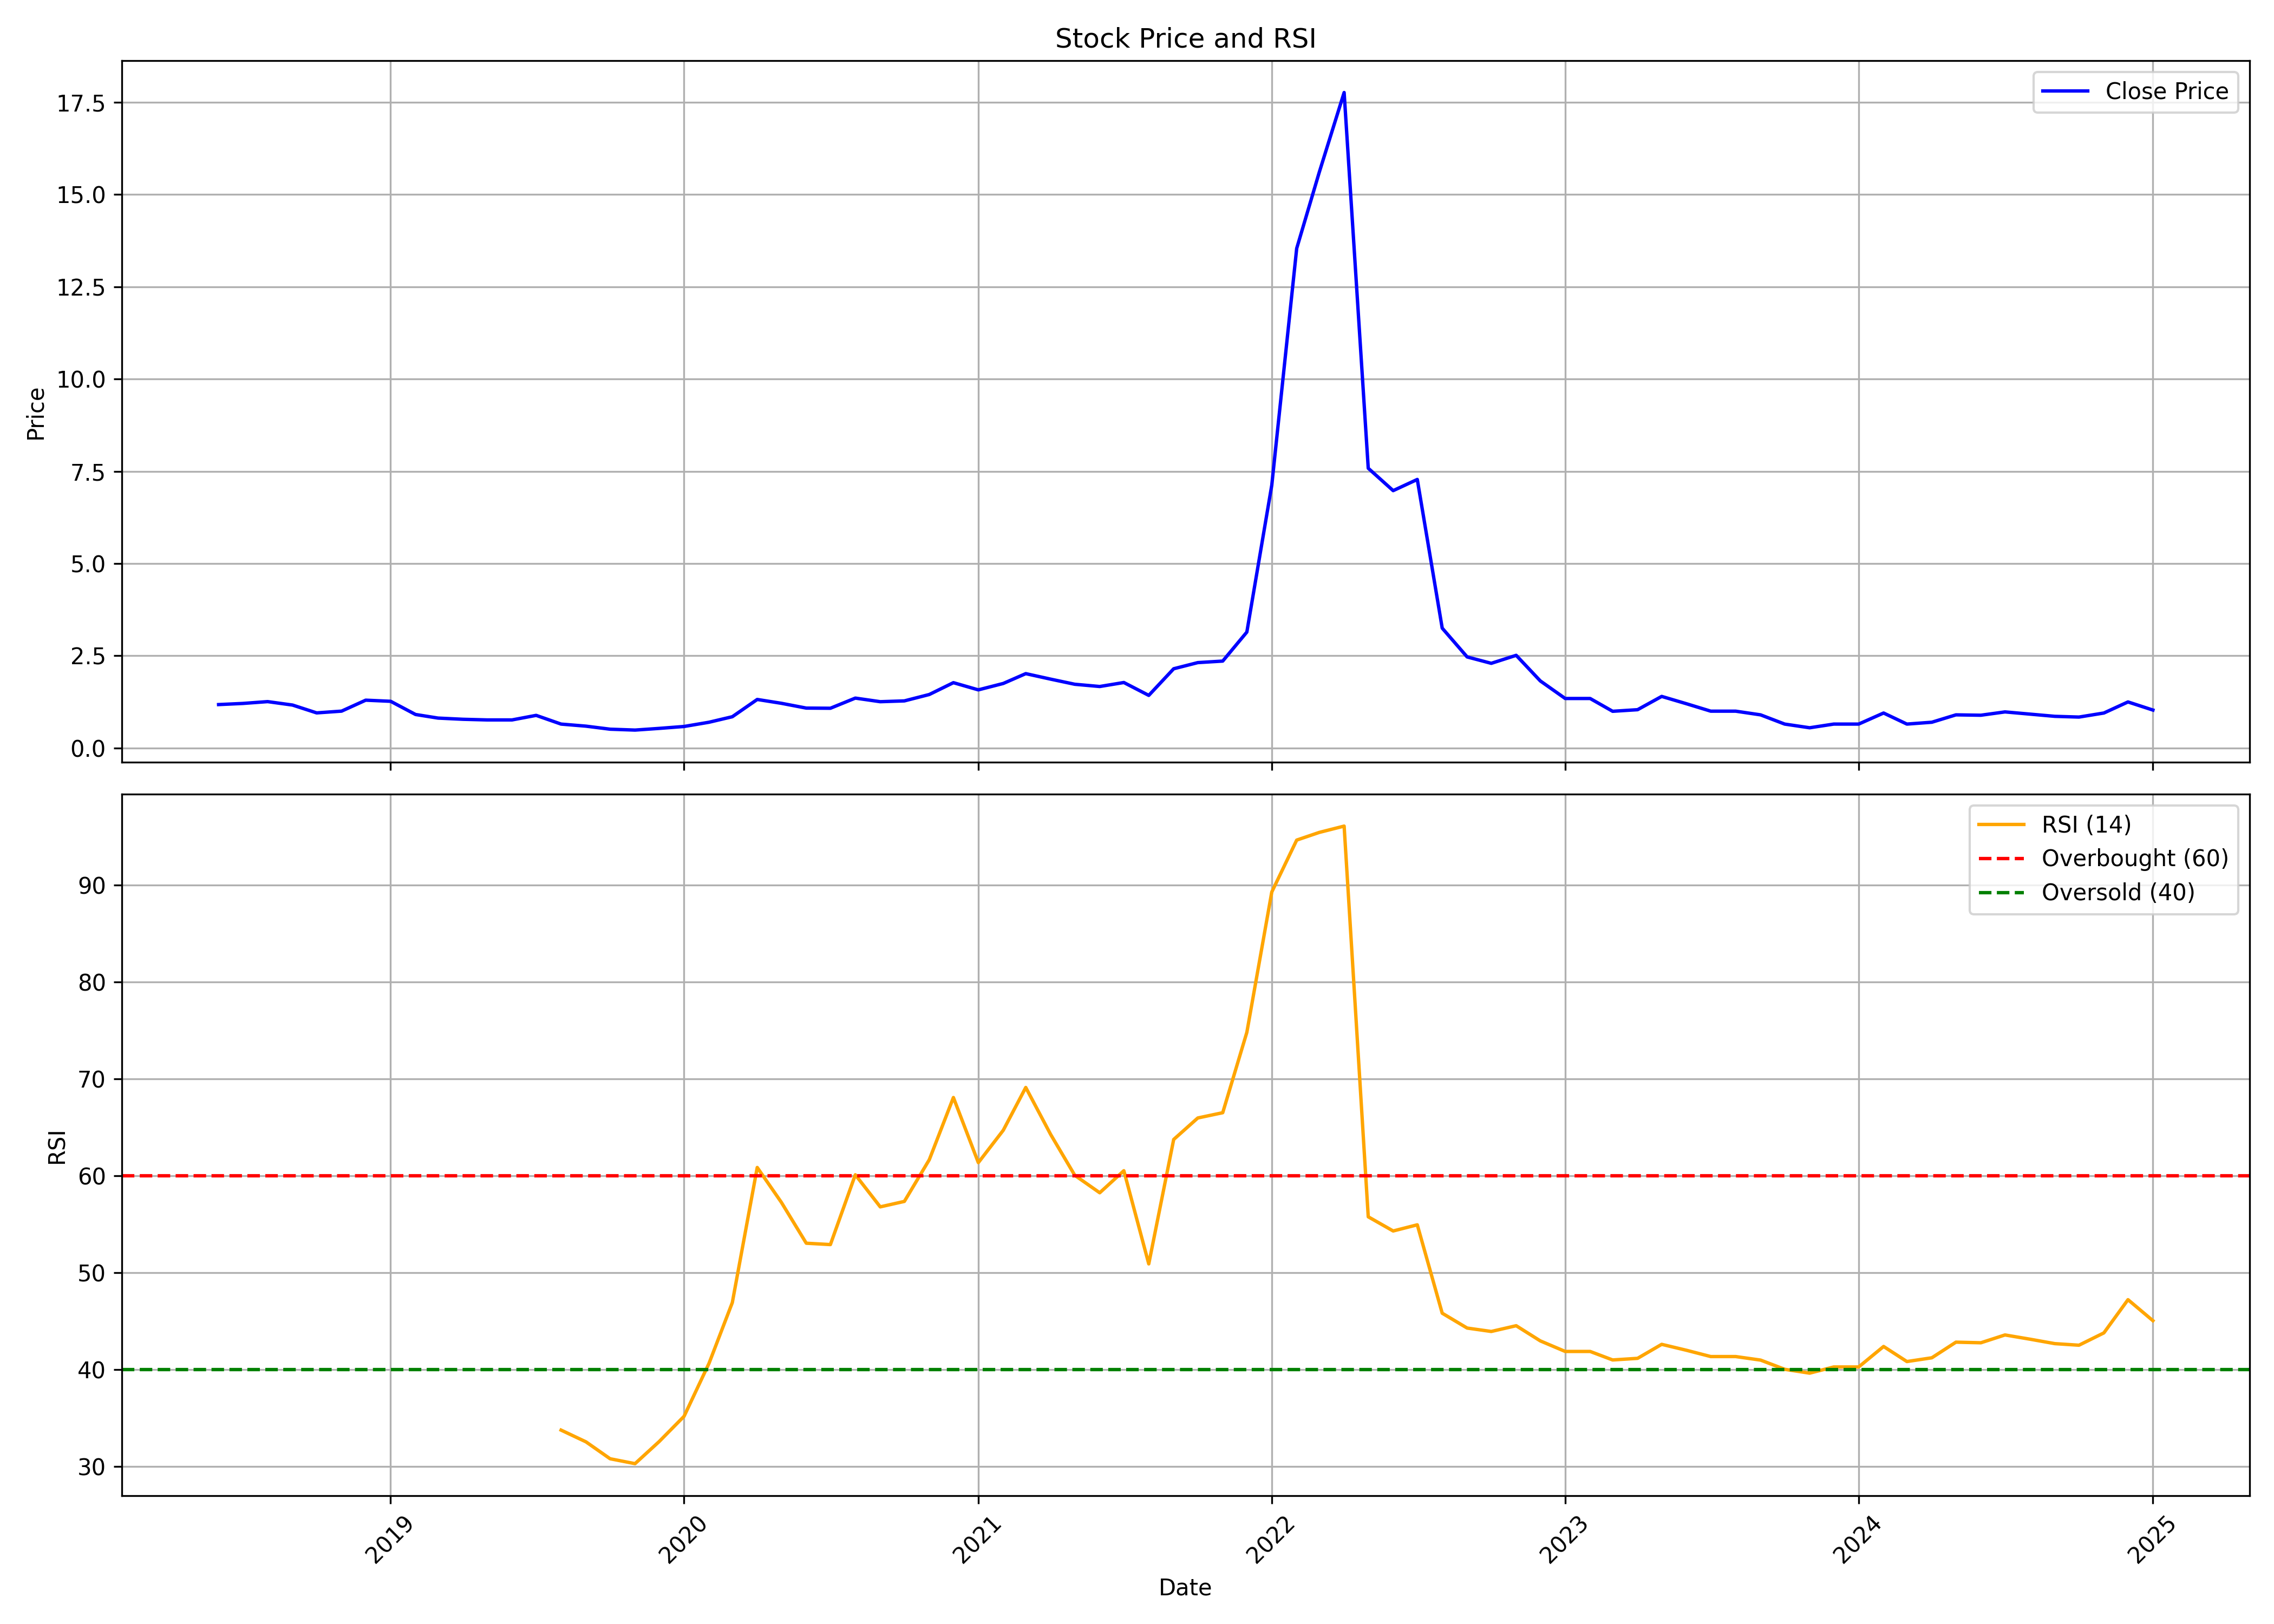 Stock Price and RSI
Close Price
17.5
15.0
12.5
10.0
7.5
5.0
2.5
0.0
Price
RSI (14)
Overbought (60)
Oversold (40)
90
80
70
60
50
40
30
RSI
2019
2020
2021
2022
2023
2024
2025
Date